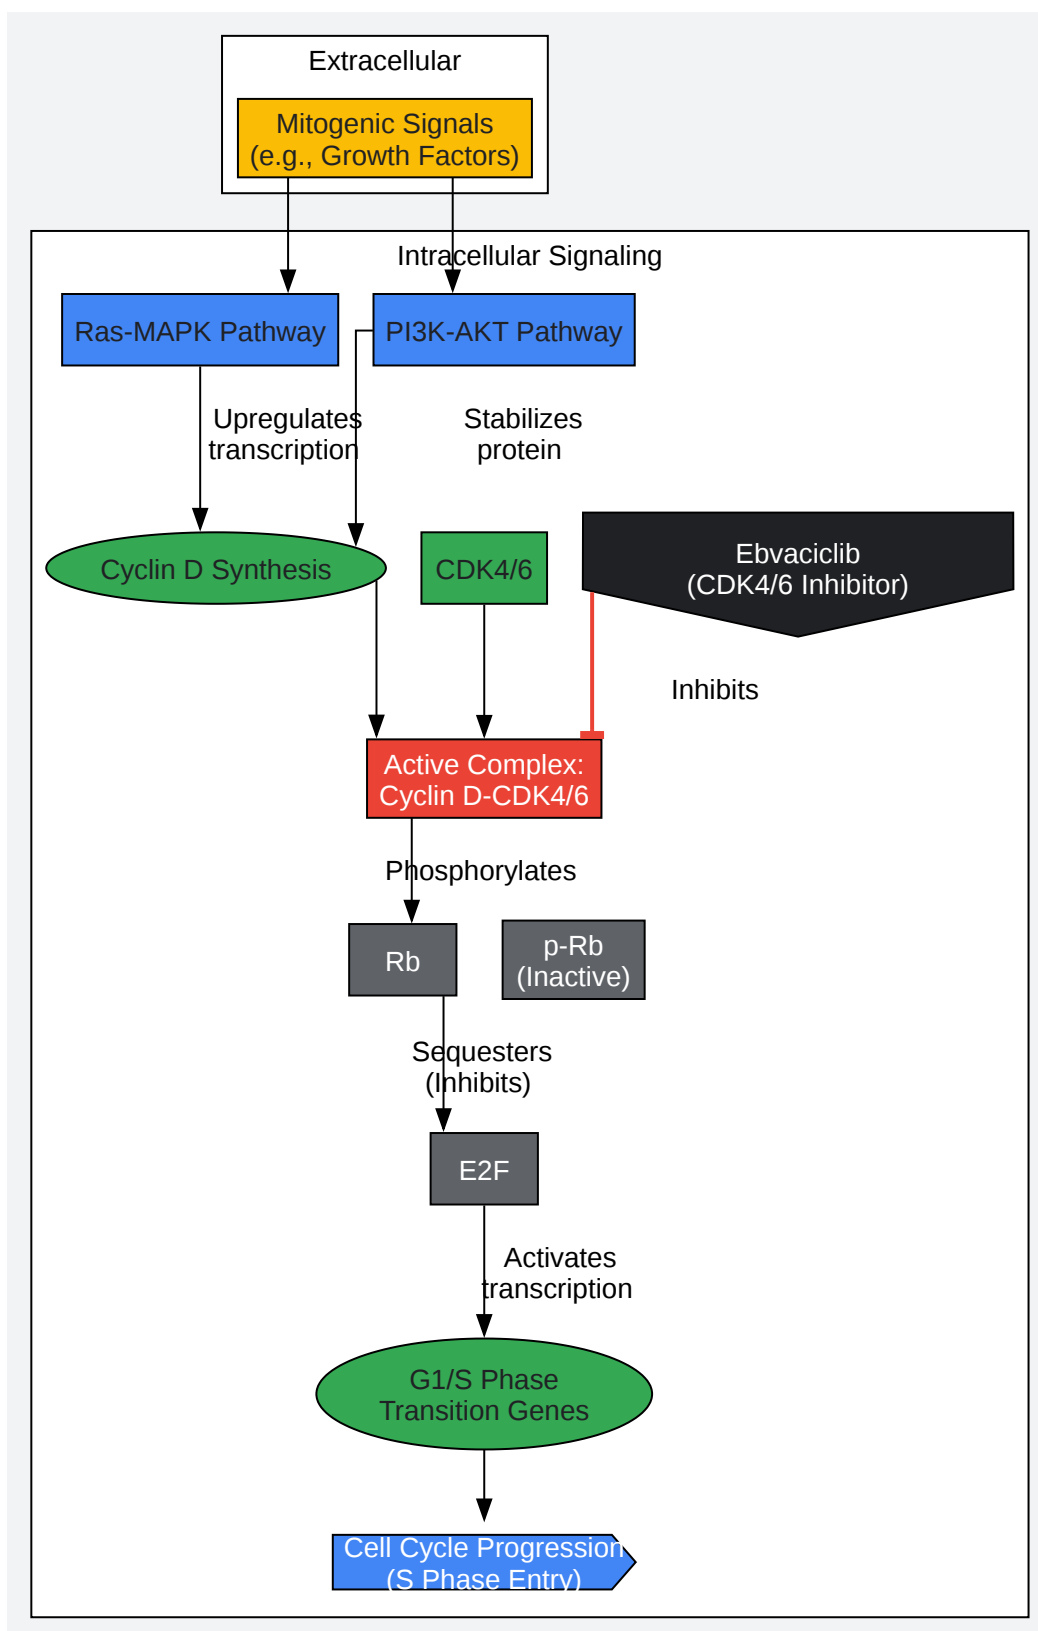 Extracellular
Mitogenic Signals
(e.g., Growth Factors)
Intracellular Signaling
Ras-MAPK Pathway
PI3K-AKT Pathway
Upregulates
transcription
Stabilizes
protein
Cyclin D Synthesis
CDK4/6
Ebvaciclib
(CDK4/6 Inhibitor)
Inhibits
Active Complex:
Cyclin D-CDK4/6
Phosphorylates
Rb
p-Rb
(Inactive)
Sequesters
(Inhibits)
E2F
Activates
transcription
G1/S Phase
Transition Genes
Cell Cycle Progression
(S Phase Entry)